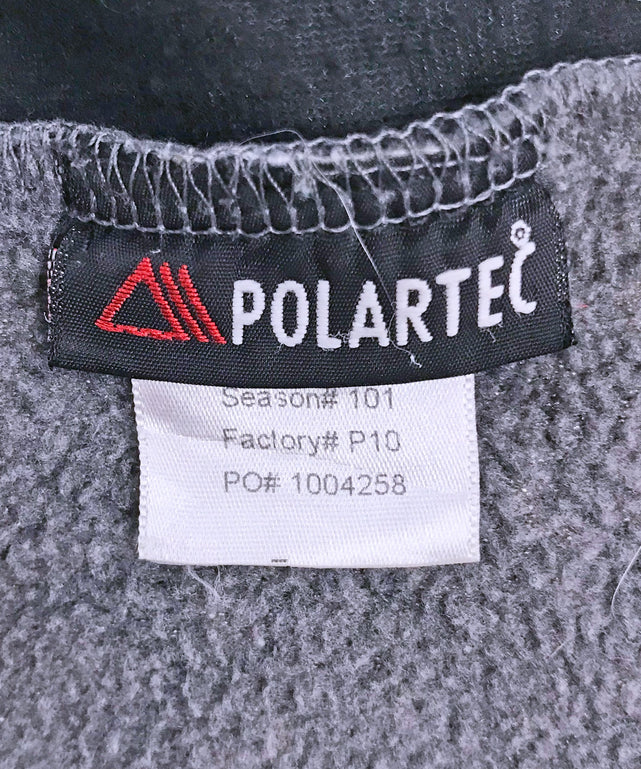 POLARTEC®
Season# 101
Factory# P10
PO# 1004258